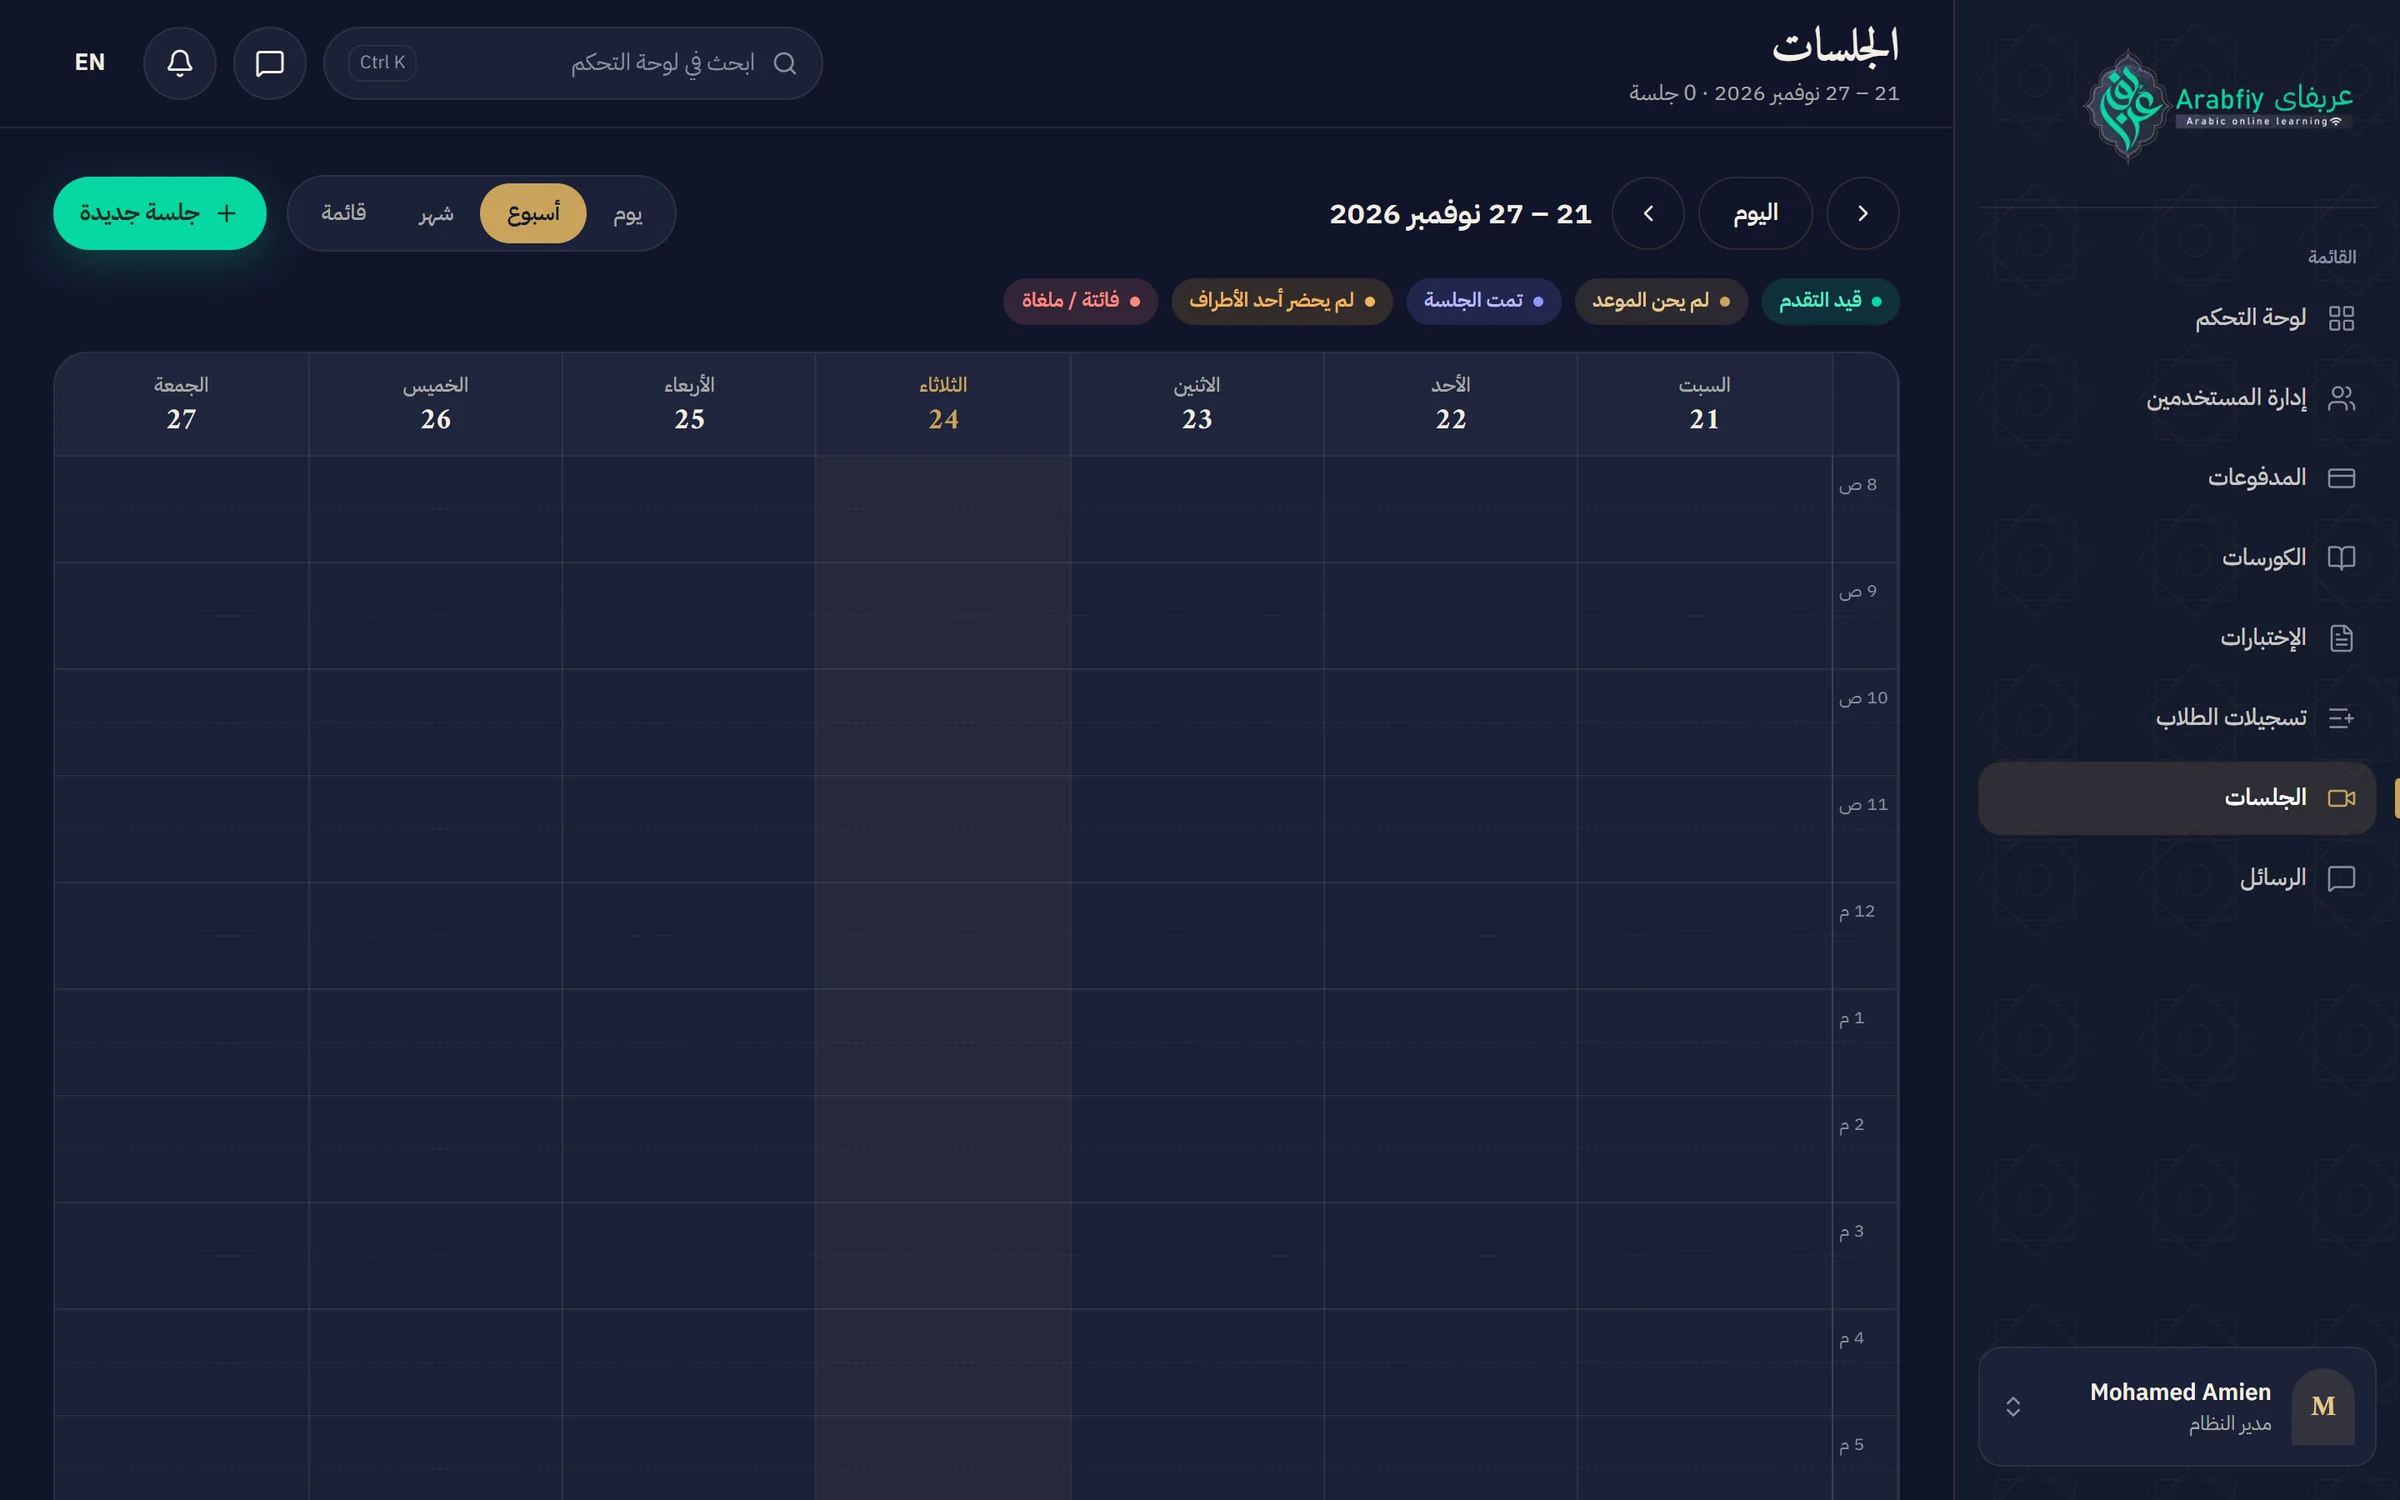 عربفاي Arabfiy
Arabic online learning
القائمة
لوحة التحكم
إدارة المستخدمين
المدفوعات
الكورسات
الإختبارات
تسجيلات الطلاب
الجلسات
الرسائل
M
Mohamed Amien
مدير النظام
الجلسات
21 – 27 نوفمبر 2026 · 0 جلسة
ابحث في لوحة التحكم
Ctrl K
EN
اليوم
21 – 27 نوفمبر 2026
يوم
أسبوع
شهر
قائمة
+ جلسة جديدة
قيد التقدم
لم يحن الموعد
تمت الجلسة
لم يحضر أحد الأطراف
فائتة / ملغاة
السبت
21
الأحد
22
الاثنين
23
الثلاثاء
24
الأربعاء
25
الخميس
26
الجمعة
27
8 ص
9 ص
10 ص
11 ص
12 م
1 م
2 م
3 م
4 م
5 م